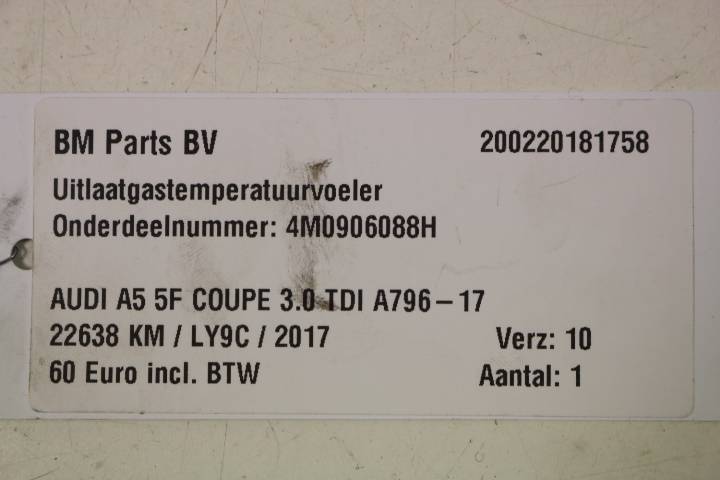 BM Parts BV 200220181758
Uitlaatgastemperatuurvoeler
Onderdeelnummer: 4M0906088H
AUDI A5 5F COUPE 3.0 TDI A796-17
22638 KM / LY9C / 2017 Verz: 10
60 Euro incl. BTW Aantal: 1